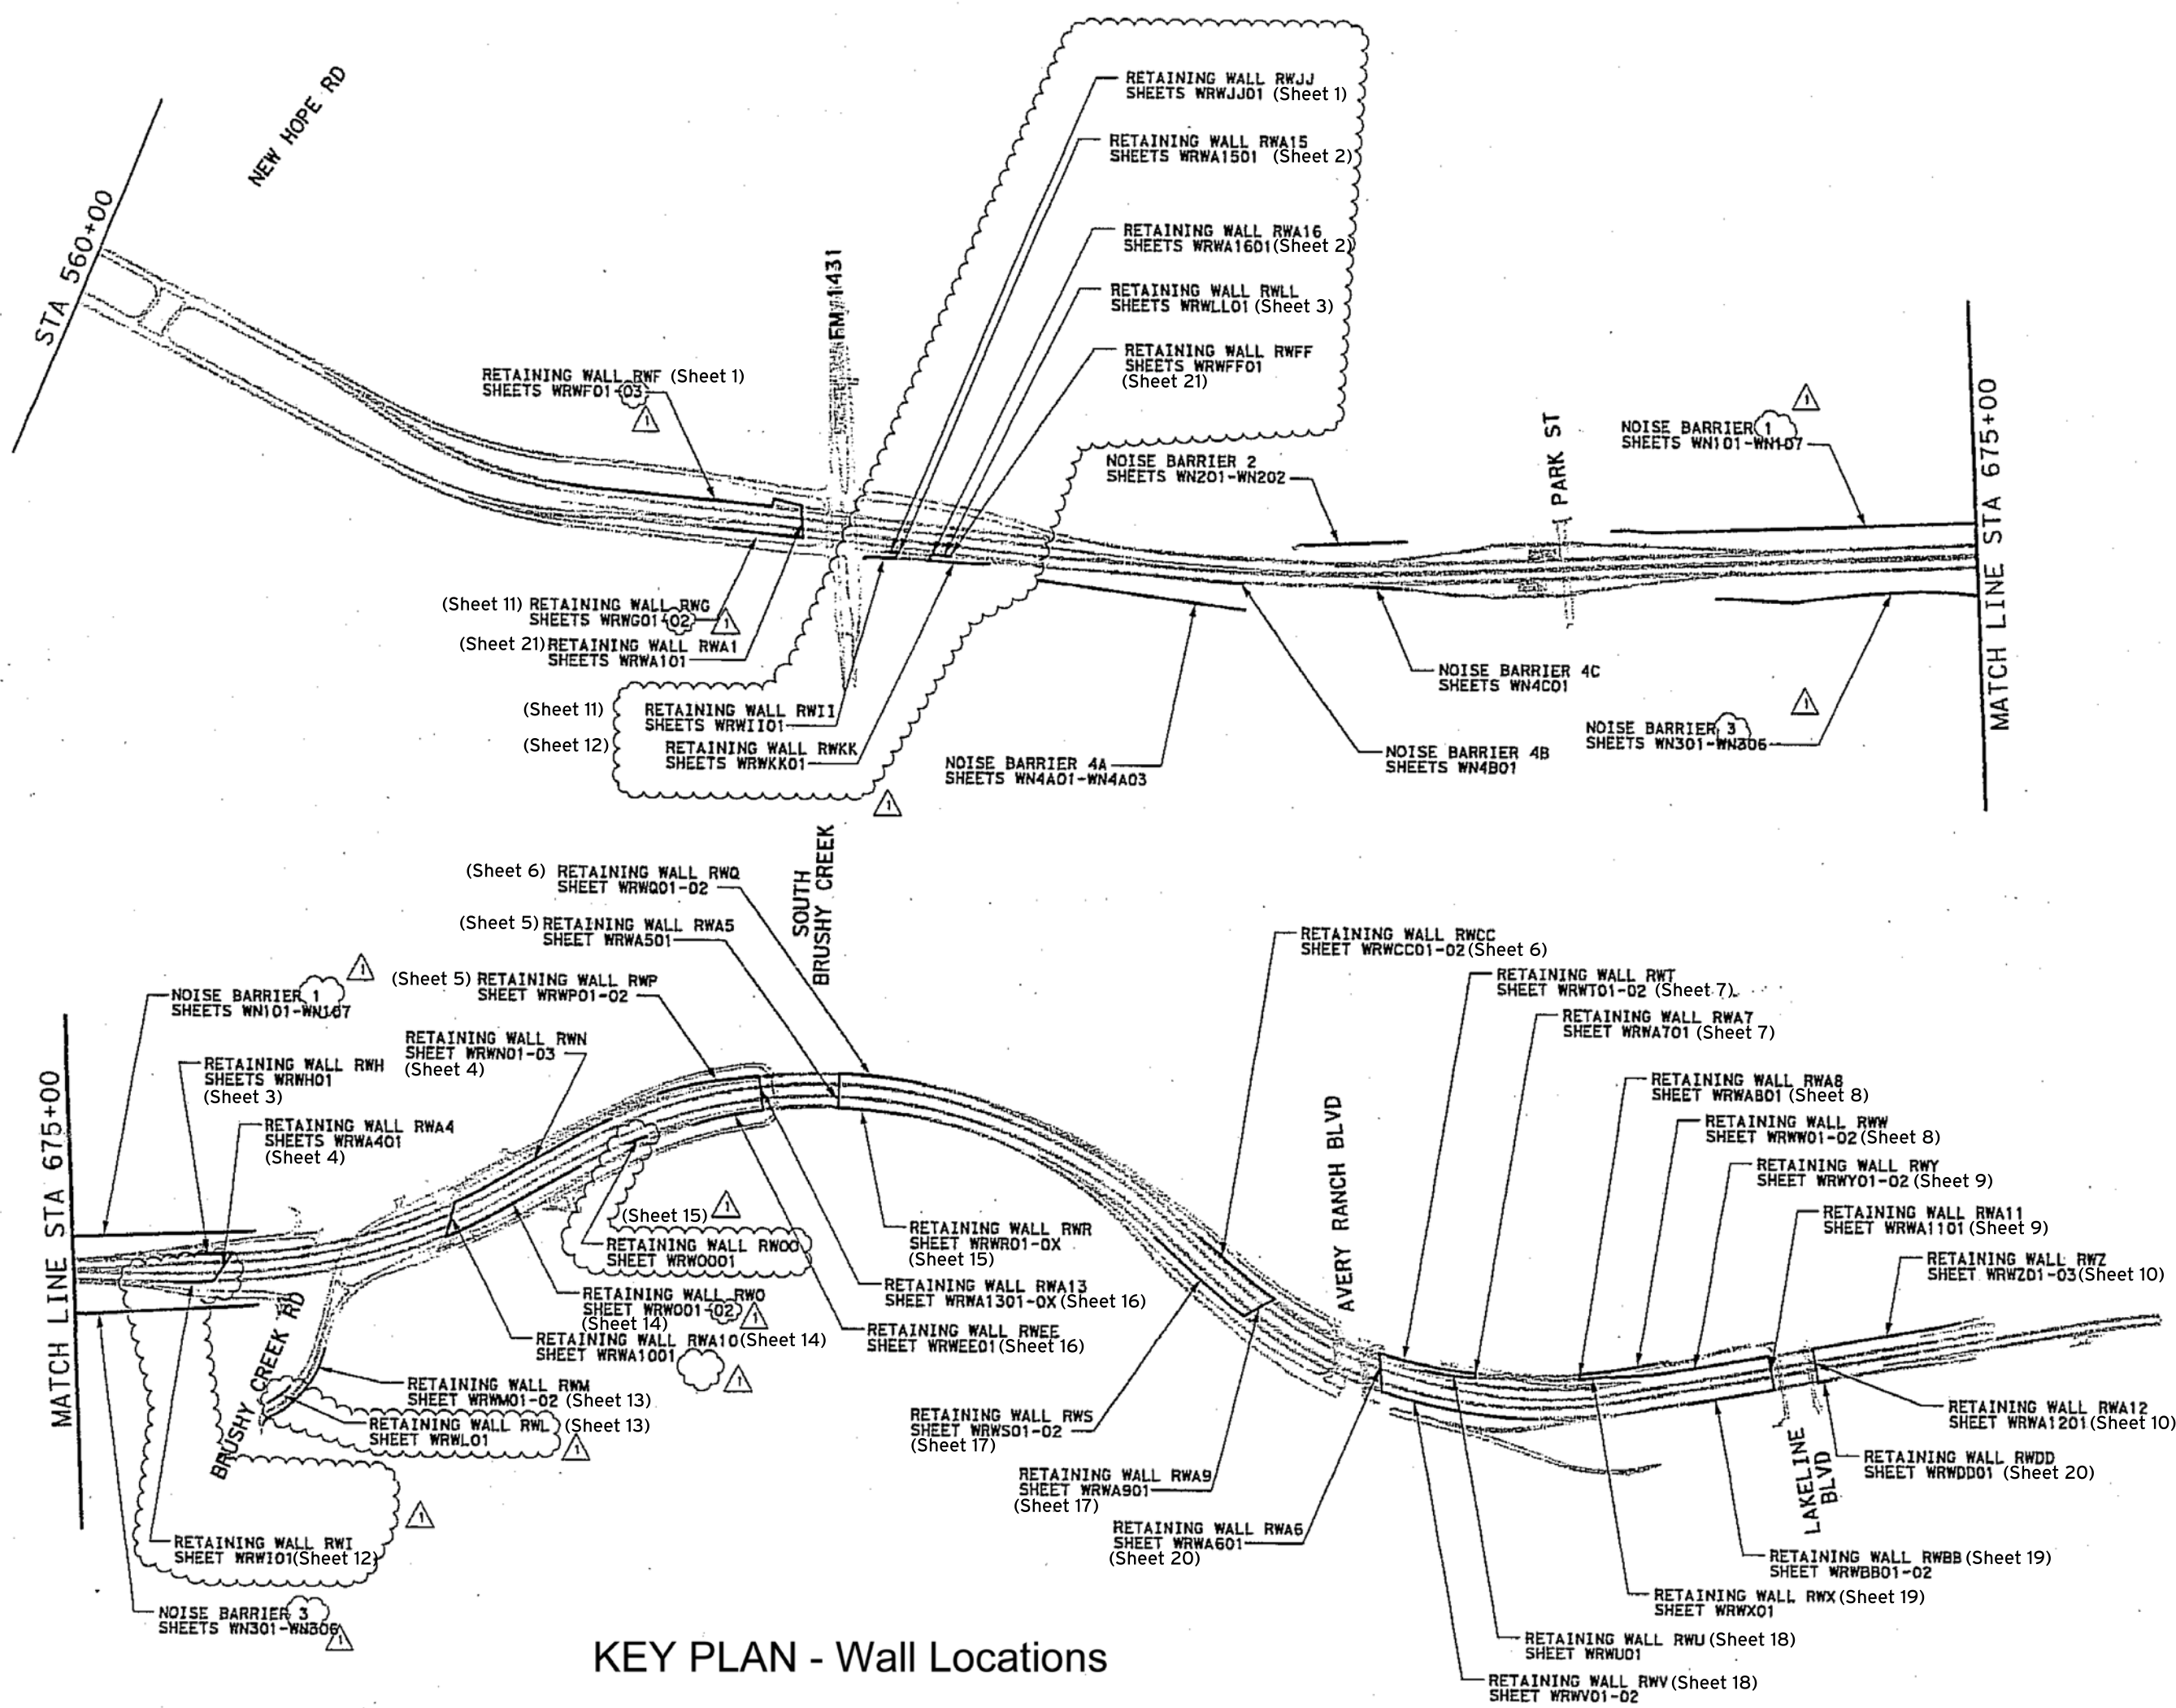 NEW HOPE RD
STA 560+00
RETAINING WALL RWJJ
SHEETS WRWJJ01 (Sheet 1)
RETAINING WALL RWA15
SHEETS WRWA1501 (Sheet 2)
RETAINING WALL RWA16
SHEETS WRWA1601 (Sheet 2)
RETAINING WALL RWLL
SHEETS WRWLL01 (Sheet 3)
RETAINING WALL RWFF
SHEETS WRWFF01
(Sheet 21)
FM 1431
RETAINING WALL RWF (Sheet 1)
SHEETS WRWF01-03
1
NOISE BARRIER 2
SHEETS WN201-WN202
PARK ST
1
NOISE BARRIER 1
SHEETS WN101-WN107
MATCH LINE STA 675+00
(Sheet 11) RETAINING WALL RWG
SHEETS WRWG01-02
1
(Sheet 21) RETAINING WALL RWA1
SHEETS WRWA101
(Sheet 11) RETAINING WALL RWII
SHEETS WRWII01
(Sheet 12) RETAINING WALL RWKK
SHEETS WRWKK01
1
NOISE BARRIER 4A
SHEETS WN4A01-WN4A03
NOISE BARRIER 4B
SHEETS WN4B01
NOISE BARRIER 4C
SHEETS WN4C01
1
NOISE BARRIER 3
SHEETS WN301-WN306
SOUTH
BRUSHY CREEK
(Sheet 6) RETAINING WALL RWQ
SHEET WRWQ01-02
(Sheet 5) RETAINING WALL RWA5
SHEET WRWA501
(Sheet 5) RETAINING WALL RWP
SHEET WRWP01-02
1
NOISE BARRIER 1
SHEETS WN101-WN107
RETAINING WALL RWN
SHEET WRWN01-03
(Sheet 4)
RETAINING WALL RWH
SHEETS WRWH01
(Sheet 3)
RETAINING WALL RWA4
SHEETS WRWA401
(Sheet 4)
MATCH LINE STA 675+00
RETAINING WALL RWCC
SHEET WRWCC01-02 (Sheet 6)
RETAINING WALL RWT
SHEET WRWT01-02 (Sheet 7)
RETAINING WALL RWA7
SHEET WRWA701 (Sheet 7)
RETAINING WALL RWA8
SHEET WRWA801 (Sheet 8)
RETAINING WALL RWW
SHEET WRWW01-02 (Sheet 8)
RETAINING WALL RWY
SHEET WRWY01-02 (Sheet 9)
RETAINING WALL RWA11
SHEET WRWA1101 (Sheet 9)
RETAINING WALL RWZ
SHEET WRWZ01-03 (Sheet 10)
AVERY RANCH BLVD
(Sheet 15)
1
RETAINING WALL RWOO
SHEET WRWOO01
RETAINING WALL RWR
SHEET WRWR01-0X
(Sheet 15)
RETAINING WALL RWA13
SHEET WRWA1301-0X (Sheet 16)
RETAINING WALL RWEE
SHEET WRWEE01 (Sheet 16)
RETAINING WALL RWO
SHEET WRWO01-02
(Sheet 14)
1
RETAINING WALL RWA10 (Sheet 14)
SHEET WRWA1001
1
BRUSHY CREEK RD
RETAINING WALL RWM
SHEET WRWM01-02 (Sheet 13)
RETAINING WALL RWL (Sheet 13)
SHEET WRWL01
1
1
RETAINING WALL RWI
SHEET WRWI01 (Sheet 12)
NOISE BARRIER 3
SHEETS WN301-WN306
1
RETAINING WALL RWS
SHEET WRWS01-02
(Sheet 17)
RETAINING WALL RWA9
SHEET WRWA901
(Sheet 17)
RETAINING WALL RWA6
SHEET WRWA601
(Sheet 20)
RETAINING WALL RWA12
SHEET WRWA1201 (Sheet 10)
RETAINING WALL RWDD
SHEET WRWDD01 (Sheet 20)
LAKELINE
BLVD
RETAINING WALL RWBB (Sheet 19)
SHEET WRWBB01-02
RETAINING WALL RWX (Sheet 19)
SHEET WRWX01
RETAINING WALL RWU (Sheet 18)
SHEET WRWU01
RETAINING WALL RWV (Sheet 18)
SHEET WRWV01-02
KEY PLAN - Wall Locations